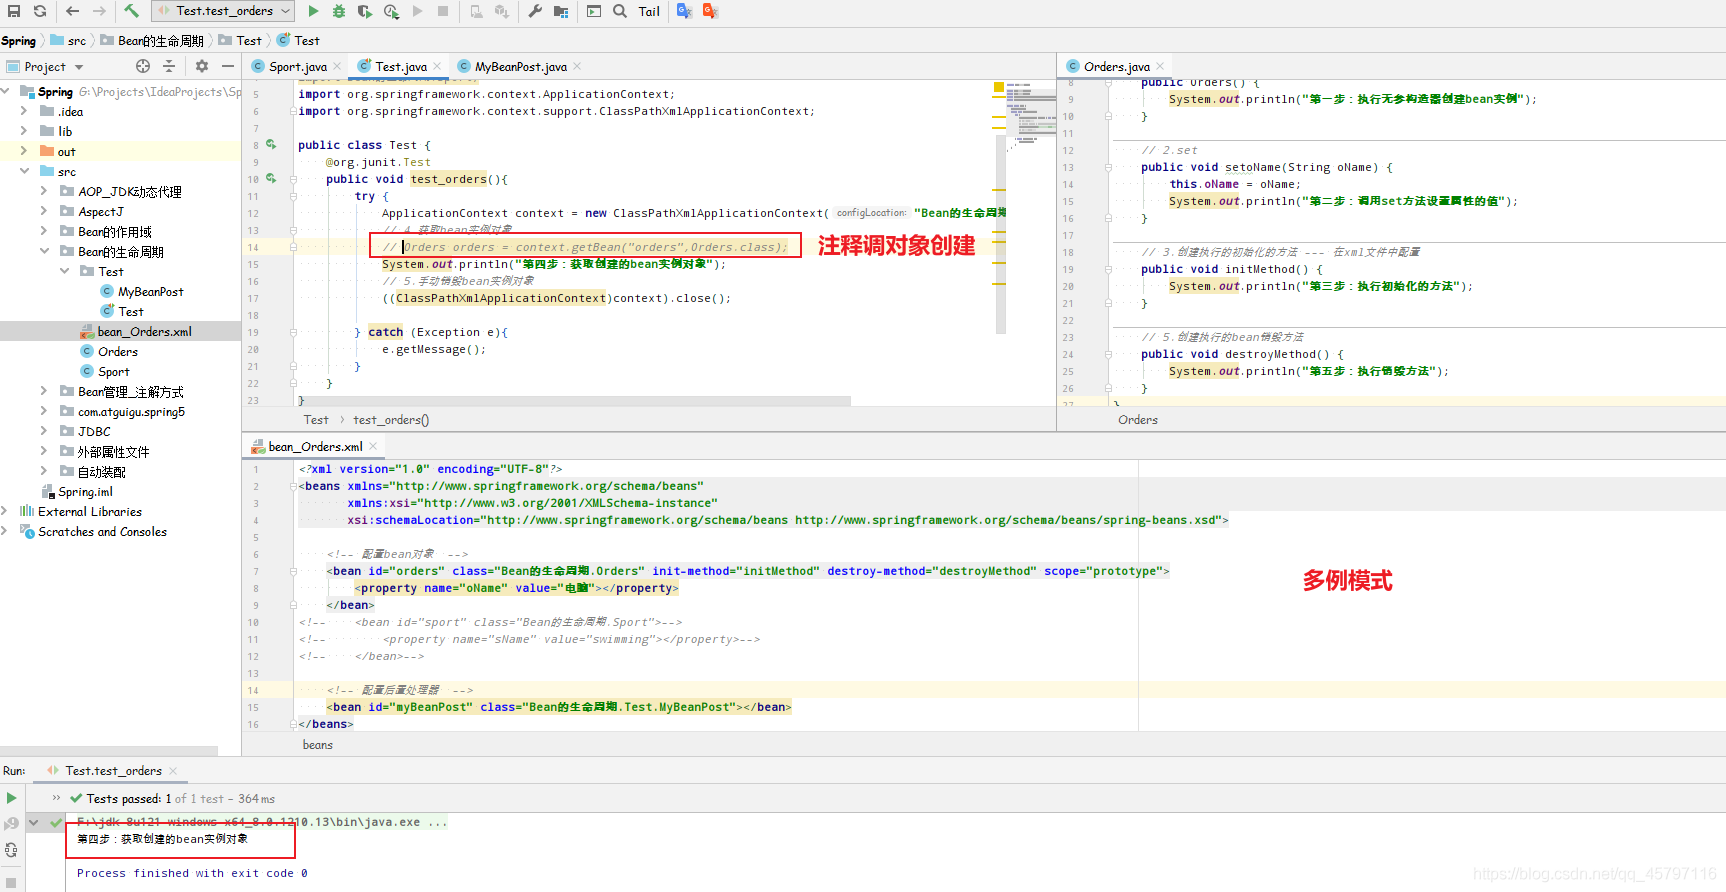 Test.test_orders
Tail
Spring
src
Bean的生命周期
Test
Test
Project
Spring G:\Projects\IdeaProjects\Sp
.idea
lib
out
src
AOP_JDK动态代理
AspectJ
Bean的作用域
Bean的生命周期
Test
MyBeanPost
Test
bean_Orders.xml
Orders
Sport
Bean管理_注解方式
com.atguigu.spring5
JDBC
外部属性文件
自动装配
Spring.iml
External Libraries
Scratches and Consoles
Sport.java
Test.java
MyBeanPost.java
5 import org.springframework.context.ApplicationContext;
6 import org.springframework.context.support.ClassPathXmlApplicationContext;
7
8 public class Test {
9 @org.junit.Test
10 public void test_orders(){
11 try {
12 ApplicationContext context = new ClassPathXmlApplicationContext( configLocation: "Bean的生命周期
13 // 4.获取bean实例对象
14 // Orders orders = context.getBean("orders",Orders.class);
注释调对象创建
15 System.out.println("第四步：获取创建的bean实例对象");
16 // 5.手动销毁bean实例对象
17 ((ClassPathXmlApplicationContext)context).close();
18
19 } catch (Exception e){
20 e.getMessage();
21 }
22 }
23 }
Test
test_orders()
Orders.java
8 public Orders() {
9 System.out.println("第一步：执行无参构造器创建bean实例");
10 }
11
12 // 2.set
13 public void setoName(String oName) {
14 this.oName = oName;
15 System.out.println("第二步：调用set方法设置属性的值");
16 }
17
18 // 3.创建执行的初始化的方法 --- 在xml文件中配置
19 public void initMethod() {
20 System.out.println("第三步：执行初始化的方法");
21 }
22
23 // 5.创建执行的bean销毁方法
24 public void destroyMethod() {
25 System.out.println("第五步：执行销毁方法");
26 }
27 }
Orders
bean_Orders.xml
1 <?xml version="1.0" encoding="UTF-8"?>
2 <beans xmlns="http://www.springframework.org/schema/beans"
3 xmlns:xsi="http://www.w3.org/2001/XMLSchema-instance"
4 xsi:schemaLocation="http://www.springframework.org/schema/beans http://www.springframework.org/schema/beans/spring-beans.xsd">
5
6 <!-- 配置bean对象 -->
7 <bean id="orders" class="Bean的生命周期.Orders" init-method="initMethod" destroy-method="destroyMethod" scope="prototype">
多例模式
8 <property name="oName" value="电脑"></property>
9 </bean>
10 <!-- <bean id="sport" class="Bean的生命周期.Sport">-->
11 <!-- <property name="sName" value="swimming"></property>-->
12 <!-- </bean>-->
13
14 <!-- 配置后置处理器 -->
15 <bean id="myBeanPost" class="Bean的生命周期.Test.MyBeanPost"></bean>
16 </beans>
beans
Run: Test.test_orders
Tests passed: 1 of 1 test – 364 ms
F:\jdk-8u121-windows-x64_8.0.1210.13\bin\java.exe ...
第四步：获取创建的bean实例对象
Process finished with exit code 0
https://blog.csdn.net/qq_45797116